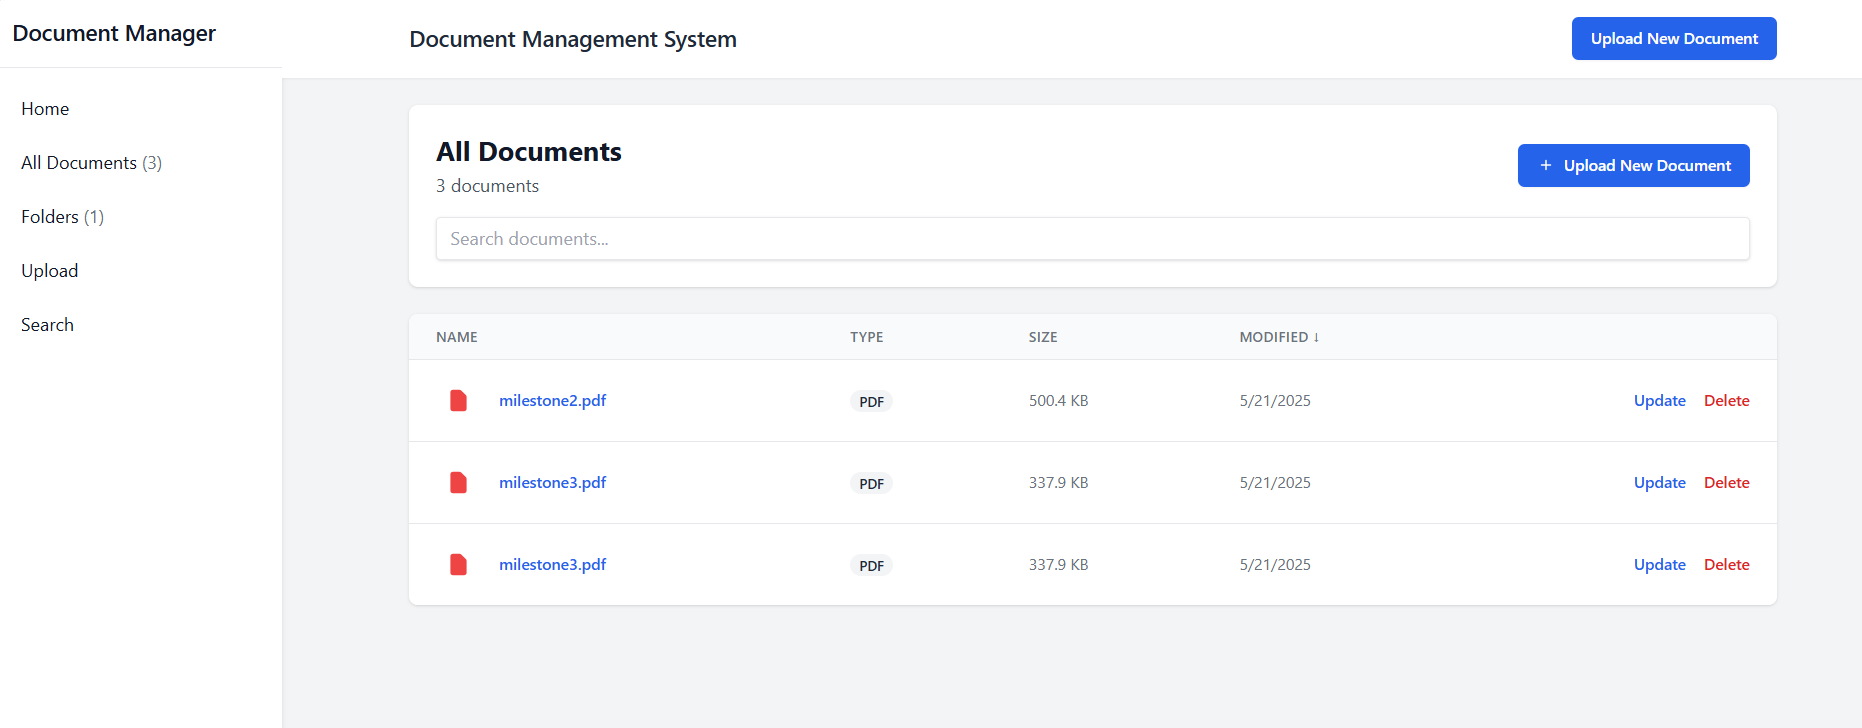 Document Manager
Home
All Documents (3)
Folders (1)
Upload
Search
Document Management System
Upload New Document
All Documents
3 documents
+ Upload New Document
Search documents...
NAME TYPE SIZE MODIFIED ↓
milestone2.pdf PDF 500.4 KB 5/21/2025 Update Delete
milestone3.pdf PDF 337.9 KB 5/21/2025 Update Delete
milestone3.pdf PDF 337.9 KB 5/21/2025 Update Delete